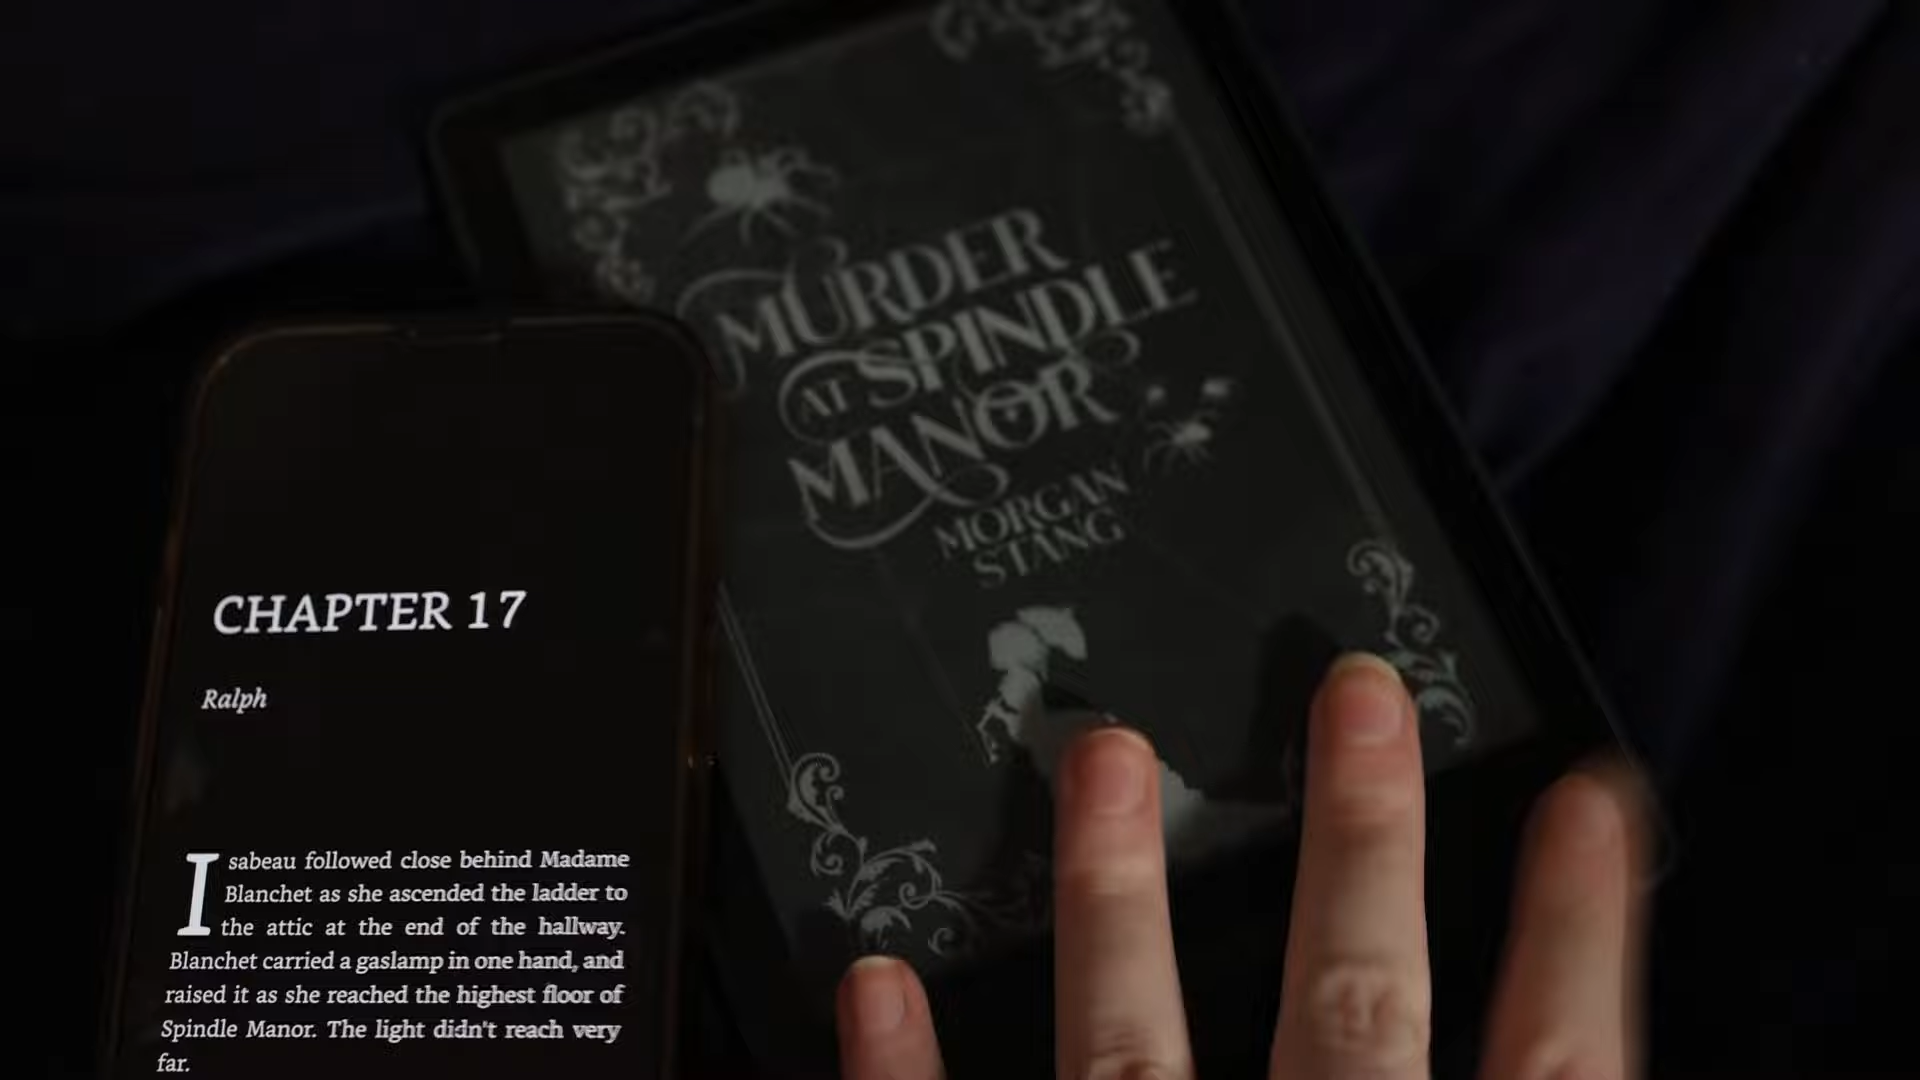 MURDER
AT SPINDLE
MANOR
MORGAN
STANG
CHAPTER 17
Ralph
Isabeau followed close behind Madame
Blanchet as she ascended the ladder to
the attic at the end of the hallway.
Blanchet carried a gaslamp in one hand, and
raised it as she reached the highest floor of
Spindle Manor. The light didn't reach very
far.